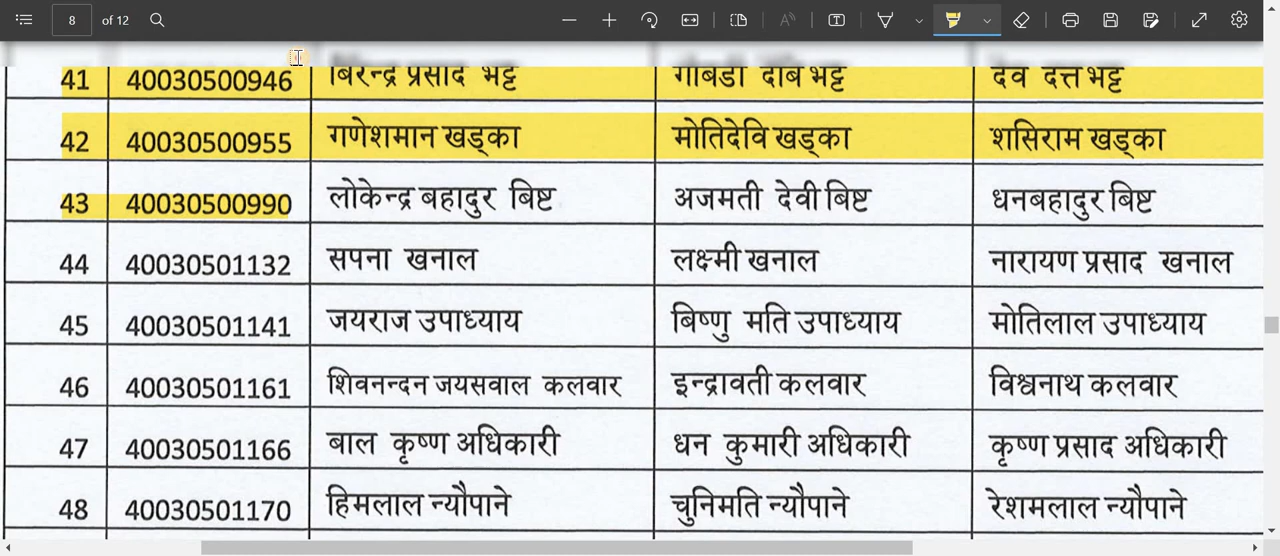 8 of 12
41 40030500946 बिरेन्द्र प्रसाद भट्ट गोबिडी देबि भट्ट देव दत्त भट्ट
42 40030500955 गणेशमान खड्का मोतिदेवि खड्का शसिराम खड्का
43 40030500990 लोकेन्द्र बहादुर बिष्ट अजमती देवी बिष्ट धनबहादुर बिष्ट
44 40030501132 सपना खनाल लक्ष्मी खनाल नारायण प्रसाद खनाल
45 40030501141 जयराज उपाध्याय बिष्णु मति उपाध्याय मोतिलाल उपाध्याय
46 40030501161 शिवनन्दन जयसवाल कलवार इन्द्रावती कलवार विश्वनाथ कलवार
47 40030501166 बाल कृष्ण अधिकारी धन कुमारी अधिकारी कृष्ण प्रसाद अधिकारी
48 40030501170 हिमलाल न्यौपाने चुनिमति न्यौपाने रेशमलाल न्यौपाने